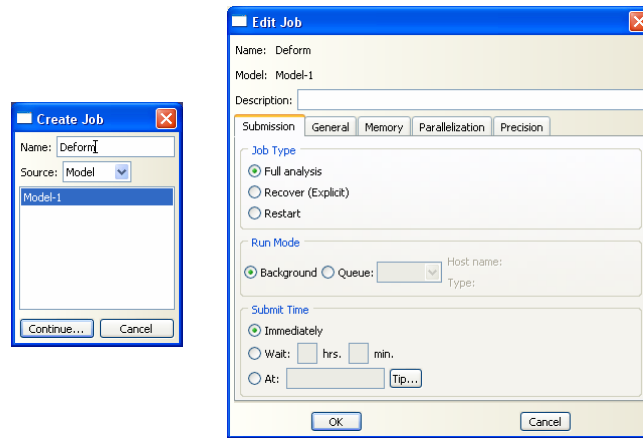 Create Job
Name: Deform
Source: Model
Model-1
Continue... Cancel
Edit Job
Name: Deform
Model: Model-1
Description:
Submission General Memory Parallelization Precision
Job Type
Full analysis
Recover (Explicit)
Restart
Run Mode
Background Queue: Host name:
Type:
Submit Time
Immediately
Wait: hrs. min.
At: Tip...
OK Cancel